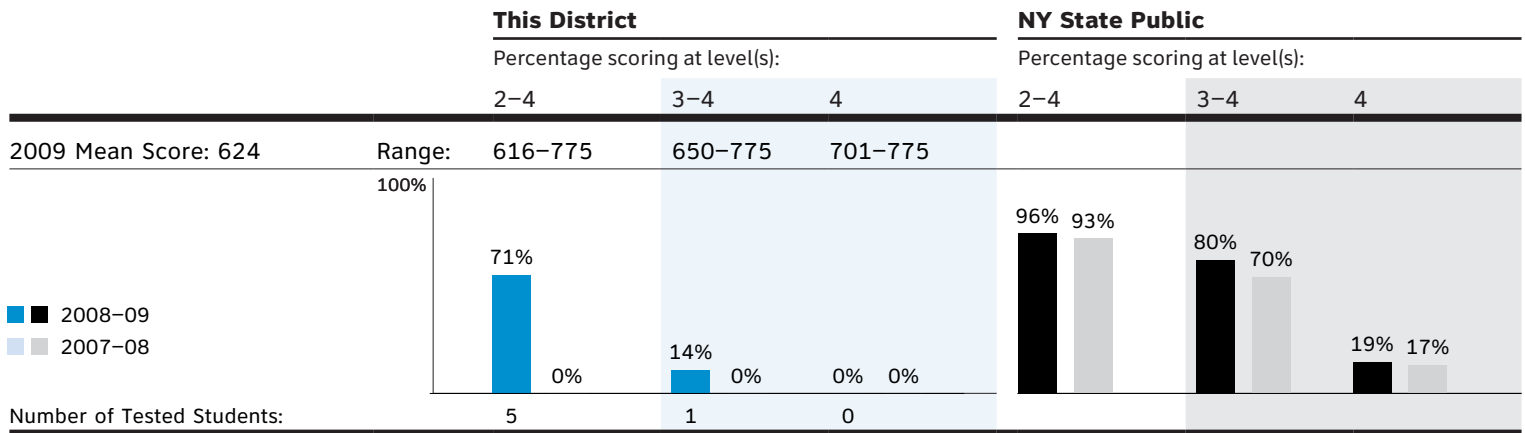 This District NY State Public
Percentage scoring at level(s): Percentage scoring at level(s):
2–4 3–4 4 2–4 3–4 4
2009 Mean Score: 624 Range: 616–775 650–775 701–775
100%
96% 93%
80%
70%
71%
2008–09
14%
19% 17%
2007–08
0% 0% 0% 0%
Number of Tested Students: 5 1 0